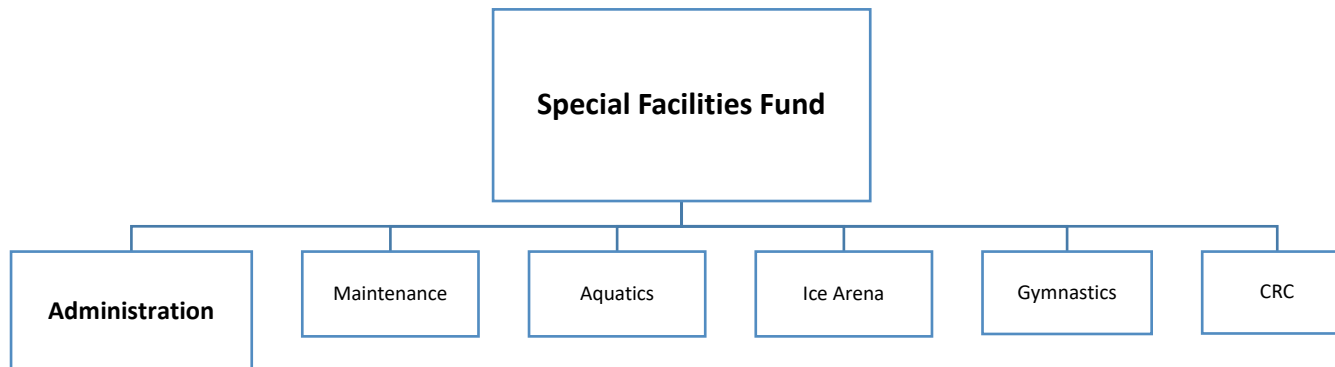 Special Facilities Fund
Administration
Maintenance
Aquatics
Ice Arena
Gymnastics
CRC